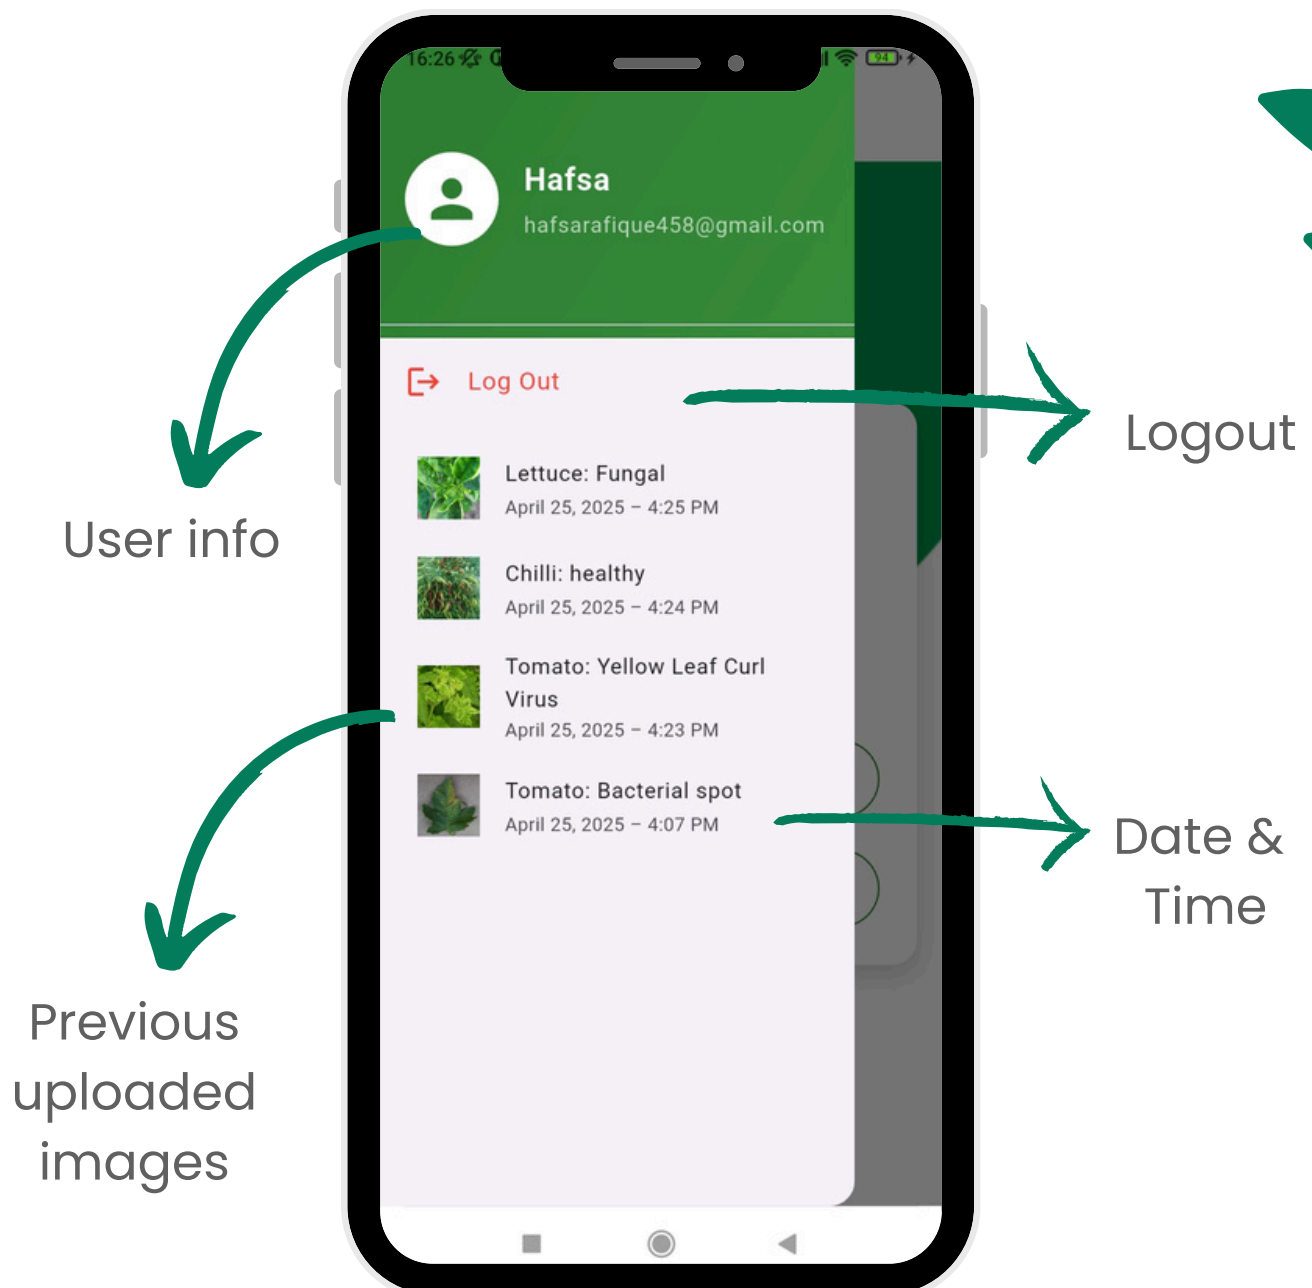 16:26
94
Hafsa
hafsarafique458@gmail.com
Log Out
Logout
Lettuce: Fungal
April 25, 2025 – 4:25 PM
User info
Chilli: healthy
April 25, 2025 – 4:24 PM
Tomato: Yellow Leaf Curl
Virus
April 25, 2025 – 4:23 PM
Tomato: Bacterial spot
April 25, 2025 – 4:07 PM
Date &
Time
Previous
uploaded
images